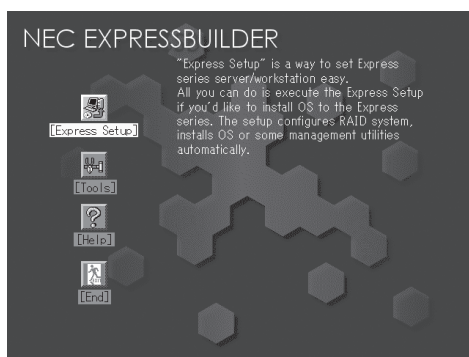 NEC EXPRESSBUILDER
"Express Setup" is a way to set Express
series server/workstation easy.
All you can do is execute the Express Setup
if you'd like to install OS to the Express
series. The setup configures RAID system,
installs OS or some management utilities
automatically.
[Express Setup]
[Tools]
[Help]
[End]